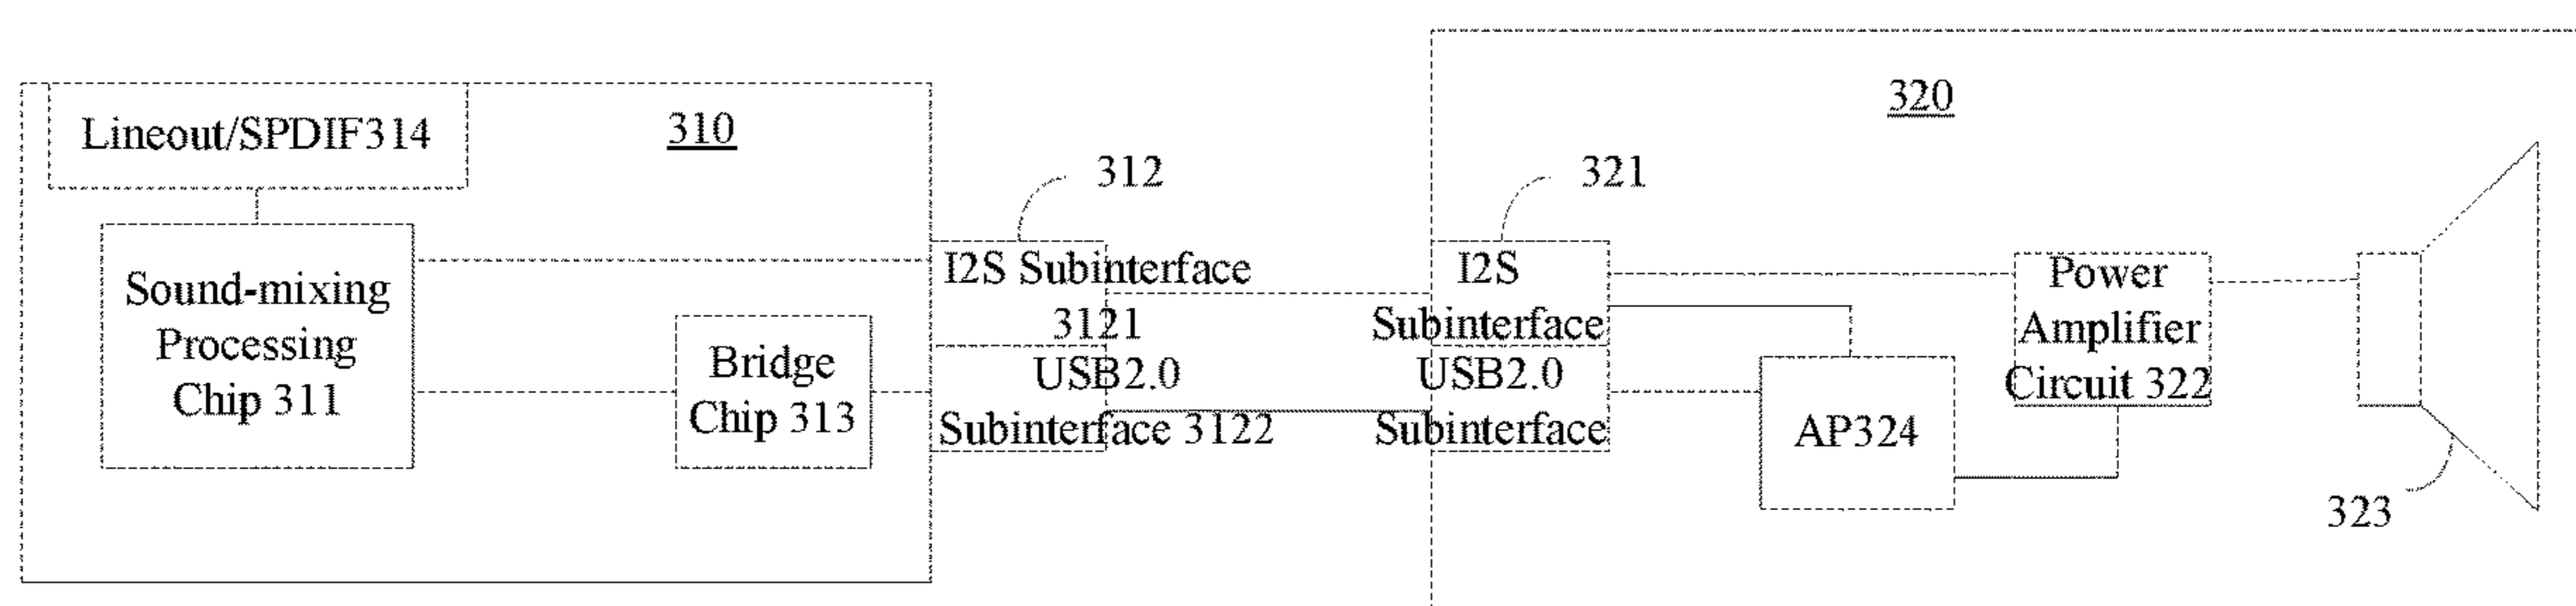 Lineout/SPDIF314
310
Sound-mixing
Processing
Chip 311
Bridge
Chip 313
312
I2S Subinterface
3121
USB2.0
Subinterface 3122
320
321
I2S
Subinterface
USB2.0
Subinterface
AP324
Power
Amplifier
Circuit 322
323